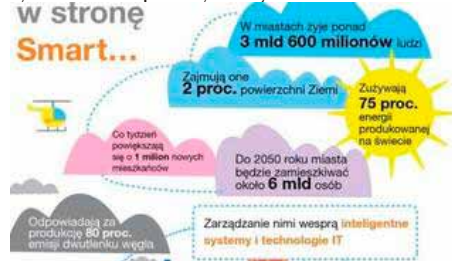 w stronę
Smart...
W miastach żyje ponad
3 mld 600 milionów ludzi
Zajmują one
2 proc. powierzchni Ziemi
Zużywają
75 proc.
energii
produkowanej
na świecie
Co tydzień
powiększają
się o 1 milion nowych
mieszkańców
Do 2050 roku miasta
będzie zamieszkiwać
około 6 mld osób
Odpowiadają za
produkcję 80 proc.
emisji dwutlenku węgla
Zarządzanie nimi wesprą inteligentne
systemy i technologie IT